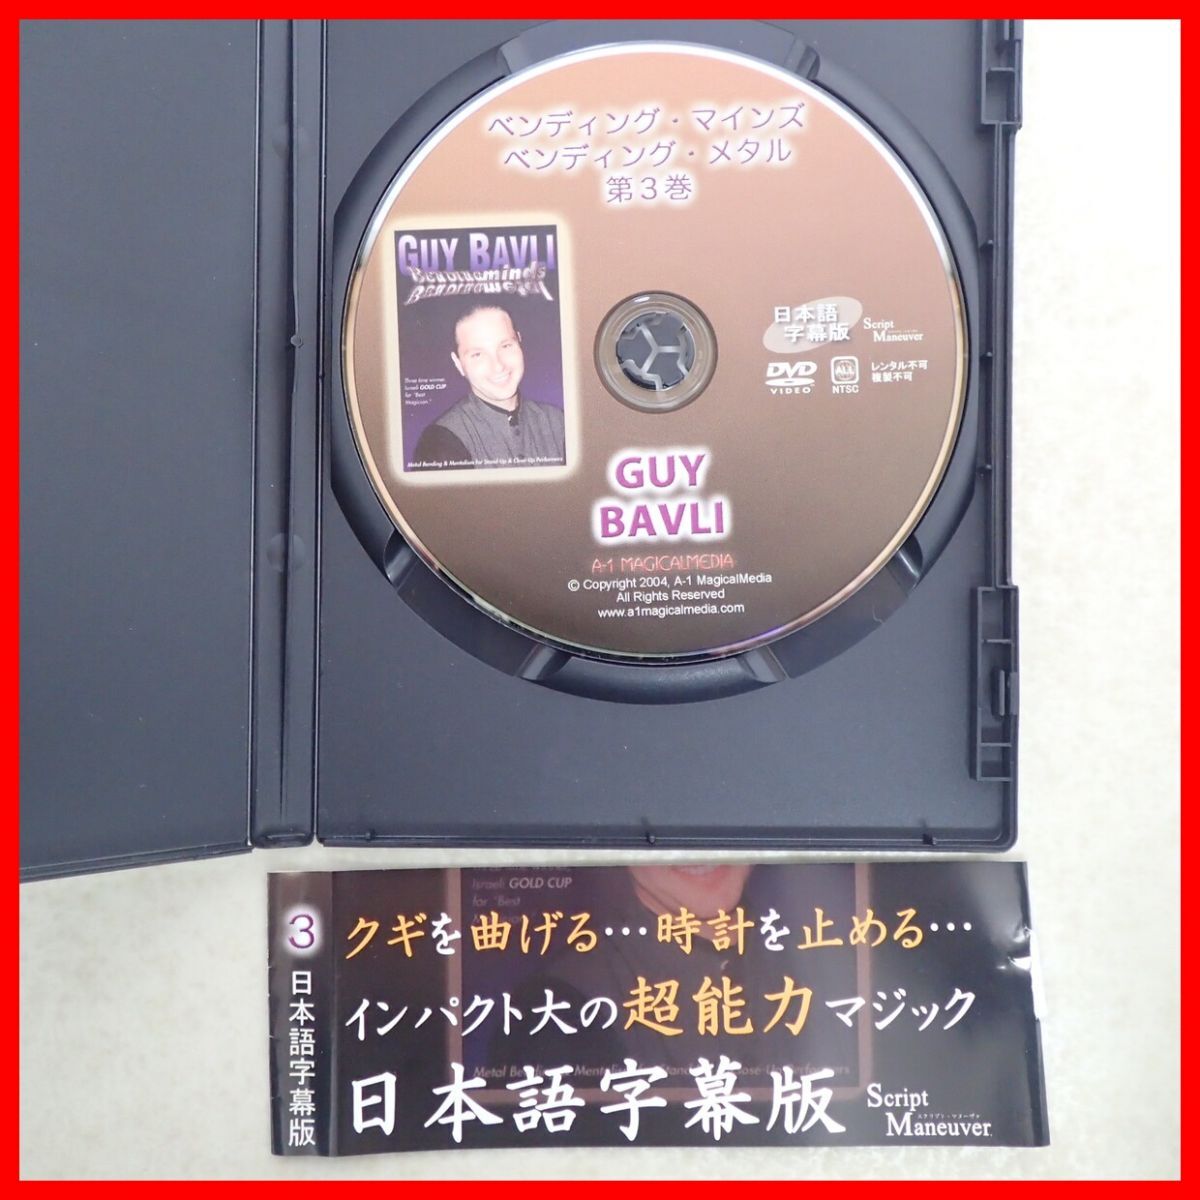 ベンディング・マインズ
ベンディング・メタル
第3巻
GUY BAVLI
Bendingminds
Bendingmetal
Three time winner
Israeli GOLD CUP
for "Best
Magician."
Metal Bending & Mentalism for Stand-Up & Close-Up Performers
日本語
字幕版
Script
Maneuver
DVD
VIDEO
ALL
NTSC
レンタル不可
複製不可
GUY
BAVLI
A-1 MAGICALMEDIA
© Copyright 2004, A-1 MagicalMedia
All Rights Reserved
www.a1magicalmedia.com
3 日本語字幕版
Israeli GOLD CUP
for "Best
クギを曲げる…時計を止める…
インパクト大の超能力マジック
日本語字幕版
Script
スクリプト・マヌーヴァ
Maneuver.